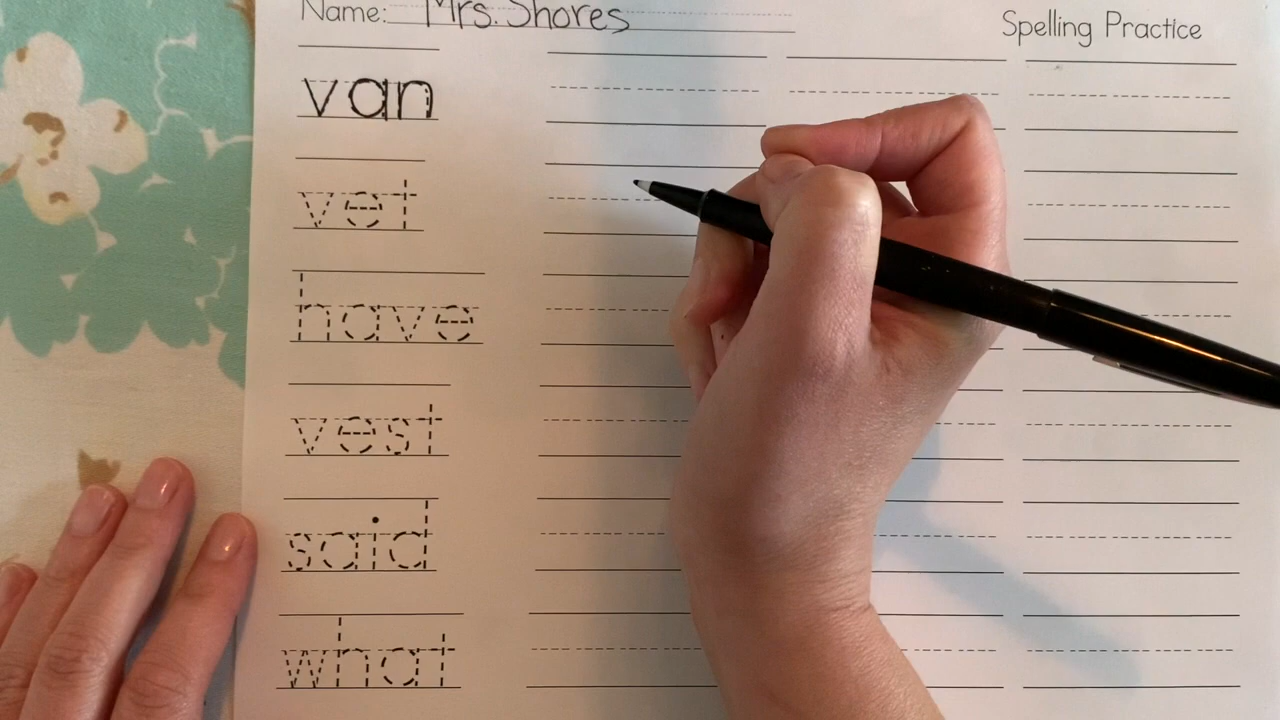 Name: Mrs. Shores
Spelling Practice
van
vet
have
vest
said
what